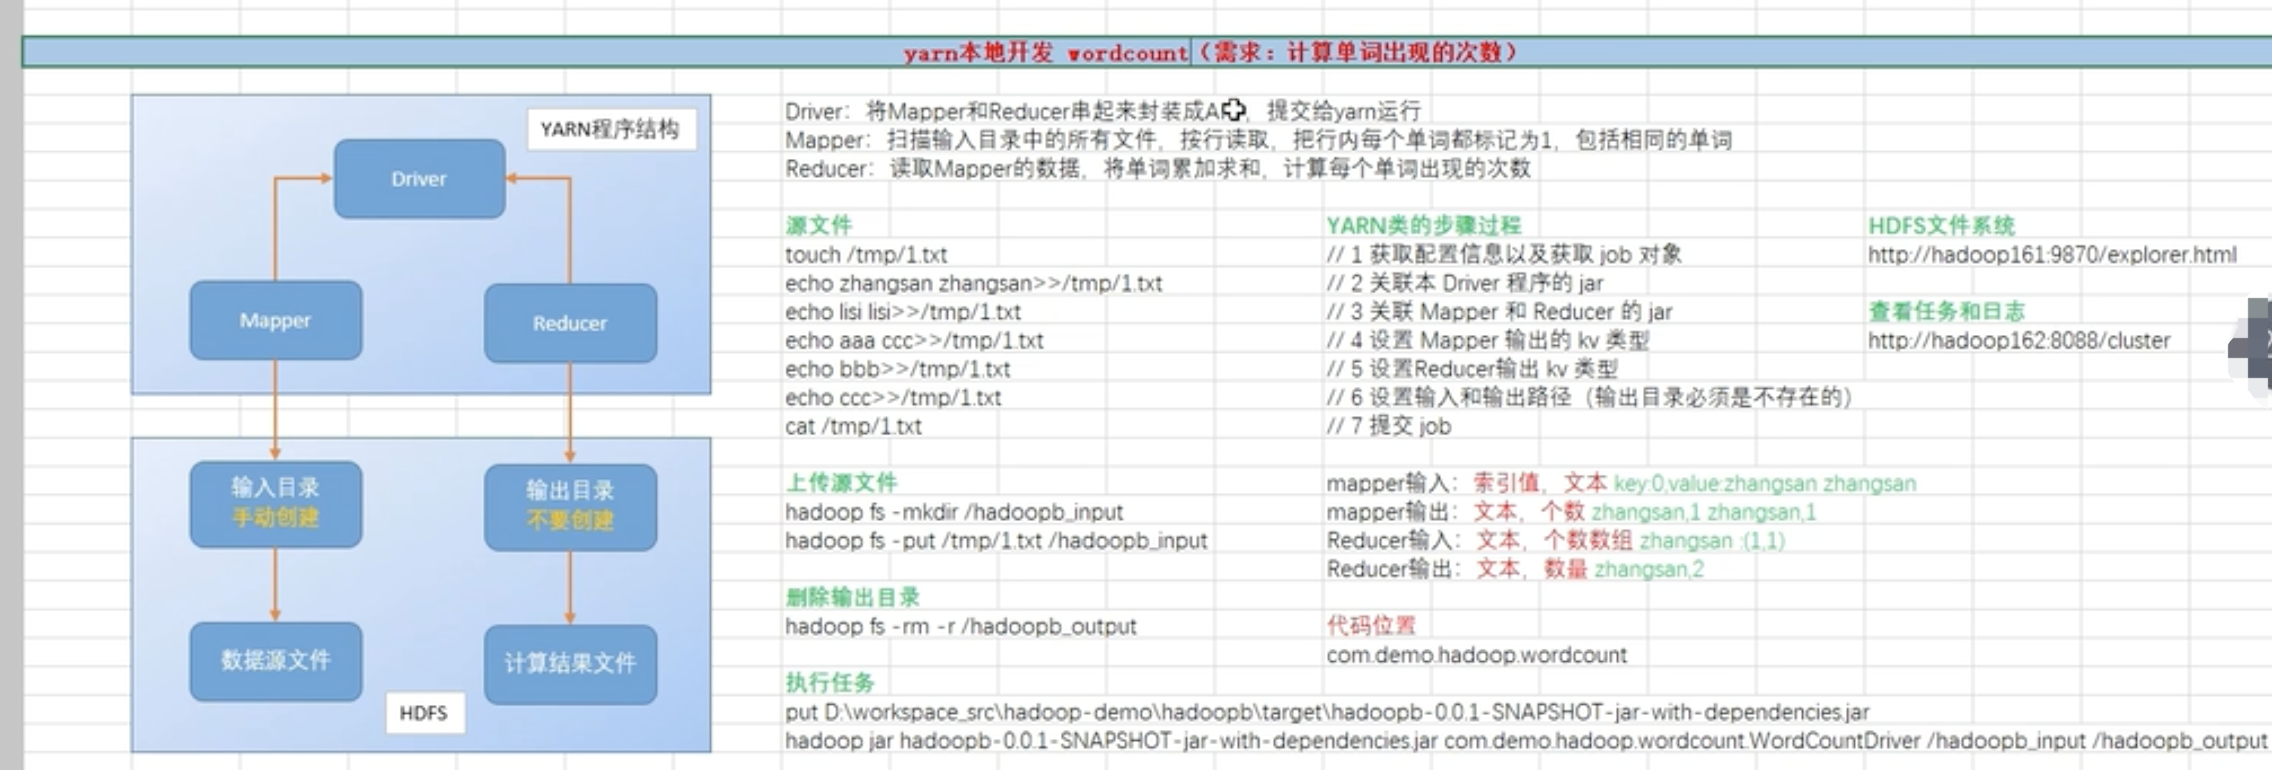 yarn本地开发 wordcount（需求：计算单词出现的次数）
YARN程序结构
Driver
Mapper
Reducer
输入目录
手动创建
输出目录
不要创建
数据源文件
计算结果文件
HDFS
Driver：将Mapper和Reducer串起来封装成A ，提交给yarn运行
Mapper：扫描输入目录中的所有文件，按行读取，把行内每个单词都标记为1，包括相同的单词
Reducer：读取Mapper的数据，将单词累加求和，计算每个单词出现的次数
源文件
touch /tmp/1.txt
echo zhangsan zhangsan>>/tmp/1.txt
echo lisi lisi>>/tmp/1.txt
echo aaa ccc>>/tmp/1.txt
echo bbb>>/tmp/1.txt
echo ccc>>/tmp/1.txt
cat /tmp/1.txt
上传源文件
hadoop fs -mkdir /hadoopb_input
hadoop fs -put /tmp/1.txt /hadoopb_input
删除输出目录
hadoop fs -rm -r /hadoopb_output
YARN类的步骤过程
// 1 获取配置信息以及获取 job 对象
// 2 关联本 Driver 程序的 jar
// 3 关联 Mapper 和 Reducer 的 jar
// 4 设置 Mapper 输出的 kv 类型
// 5 设置Reducer输出 kv 类型
// 6 设置输入和输出路径（输出目录必须是不存在的）
// 7 提交 job
mapper输入：索引值，文本 key:0,value:zhangsan zhangsan
mapper输出：文本，个数 zhangsan,1 zhangsan,1
Reducer输入：文本，个数数组 zhangsan :(1,1)
Reducer输出：文本，数量 zhangsan,2
代码位置
com.demo.hadoop.wordcount
HDFS文件系统
http://hadoop161:9870/explorer.html
查看任务和日志
http://hadoop162:8088/cluster
执行任务
put D:\workspace_src\hadoop-demo\hadoopb\target\hadoopb-0.0.1-SNAPSHOT-jar-with-dependencies.jar
hadoop jar hadoopb-0.0.1-SNAPSHOT-jar-with-dependencies.jar com.demo.hadoop.wordcount.WordCountDriver /hadoopb_input /hadoopb_output